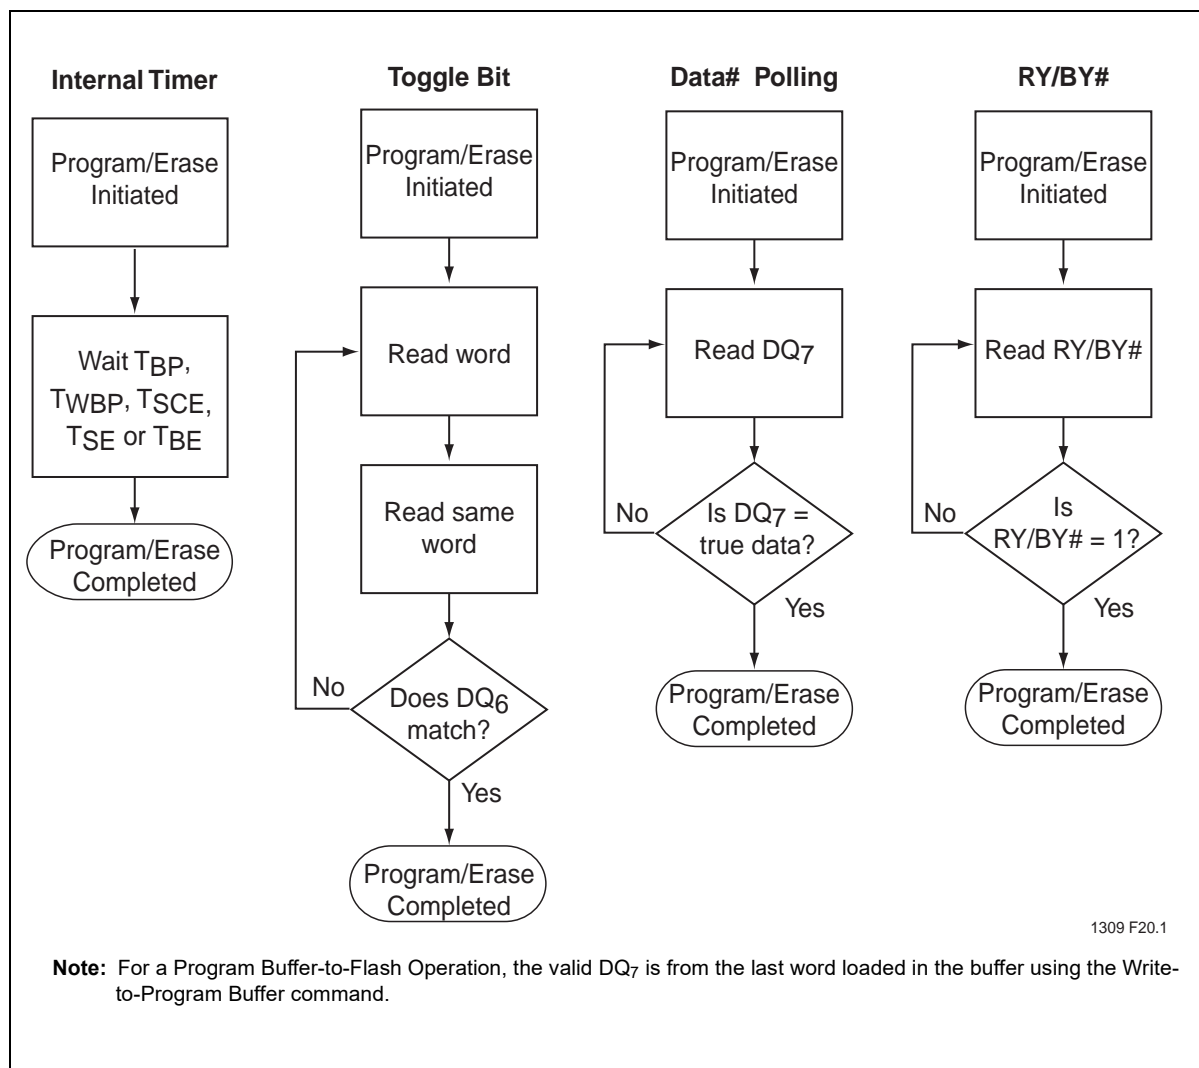 Internal Timer
Program/Erase
Initiated
Wait TBP,
TWBP, TSCE,
TSE or TBE
Program/Erase
Completed
Toggle Bit
Program/Erase
Initiated
Read word
Read same
word
Does DQ6
match?
No
Yes
Program/Erase
Completed
Data# Polling
Program/Erase
Initiated
Read DQ7
Is DQ7 =
true data?
No
Yes
Program/Erase
Completed
RY/BY#
Program/Erase
Initiated
Read RY/BY#
Is
RY/BY# = 1?
No
Yes
Program/Erase
Completed
1309 F20.1
Note: For a Program Buffer-to-Flash Operation, the valid DQ7 is from the last word loaded in the buffer using the Write-
to-Program Buffer command.